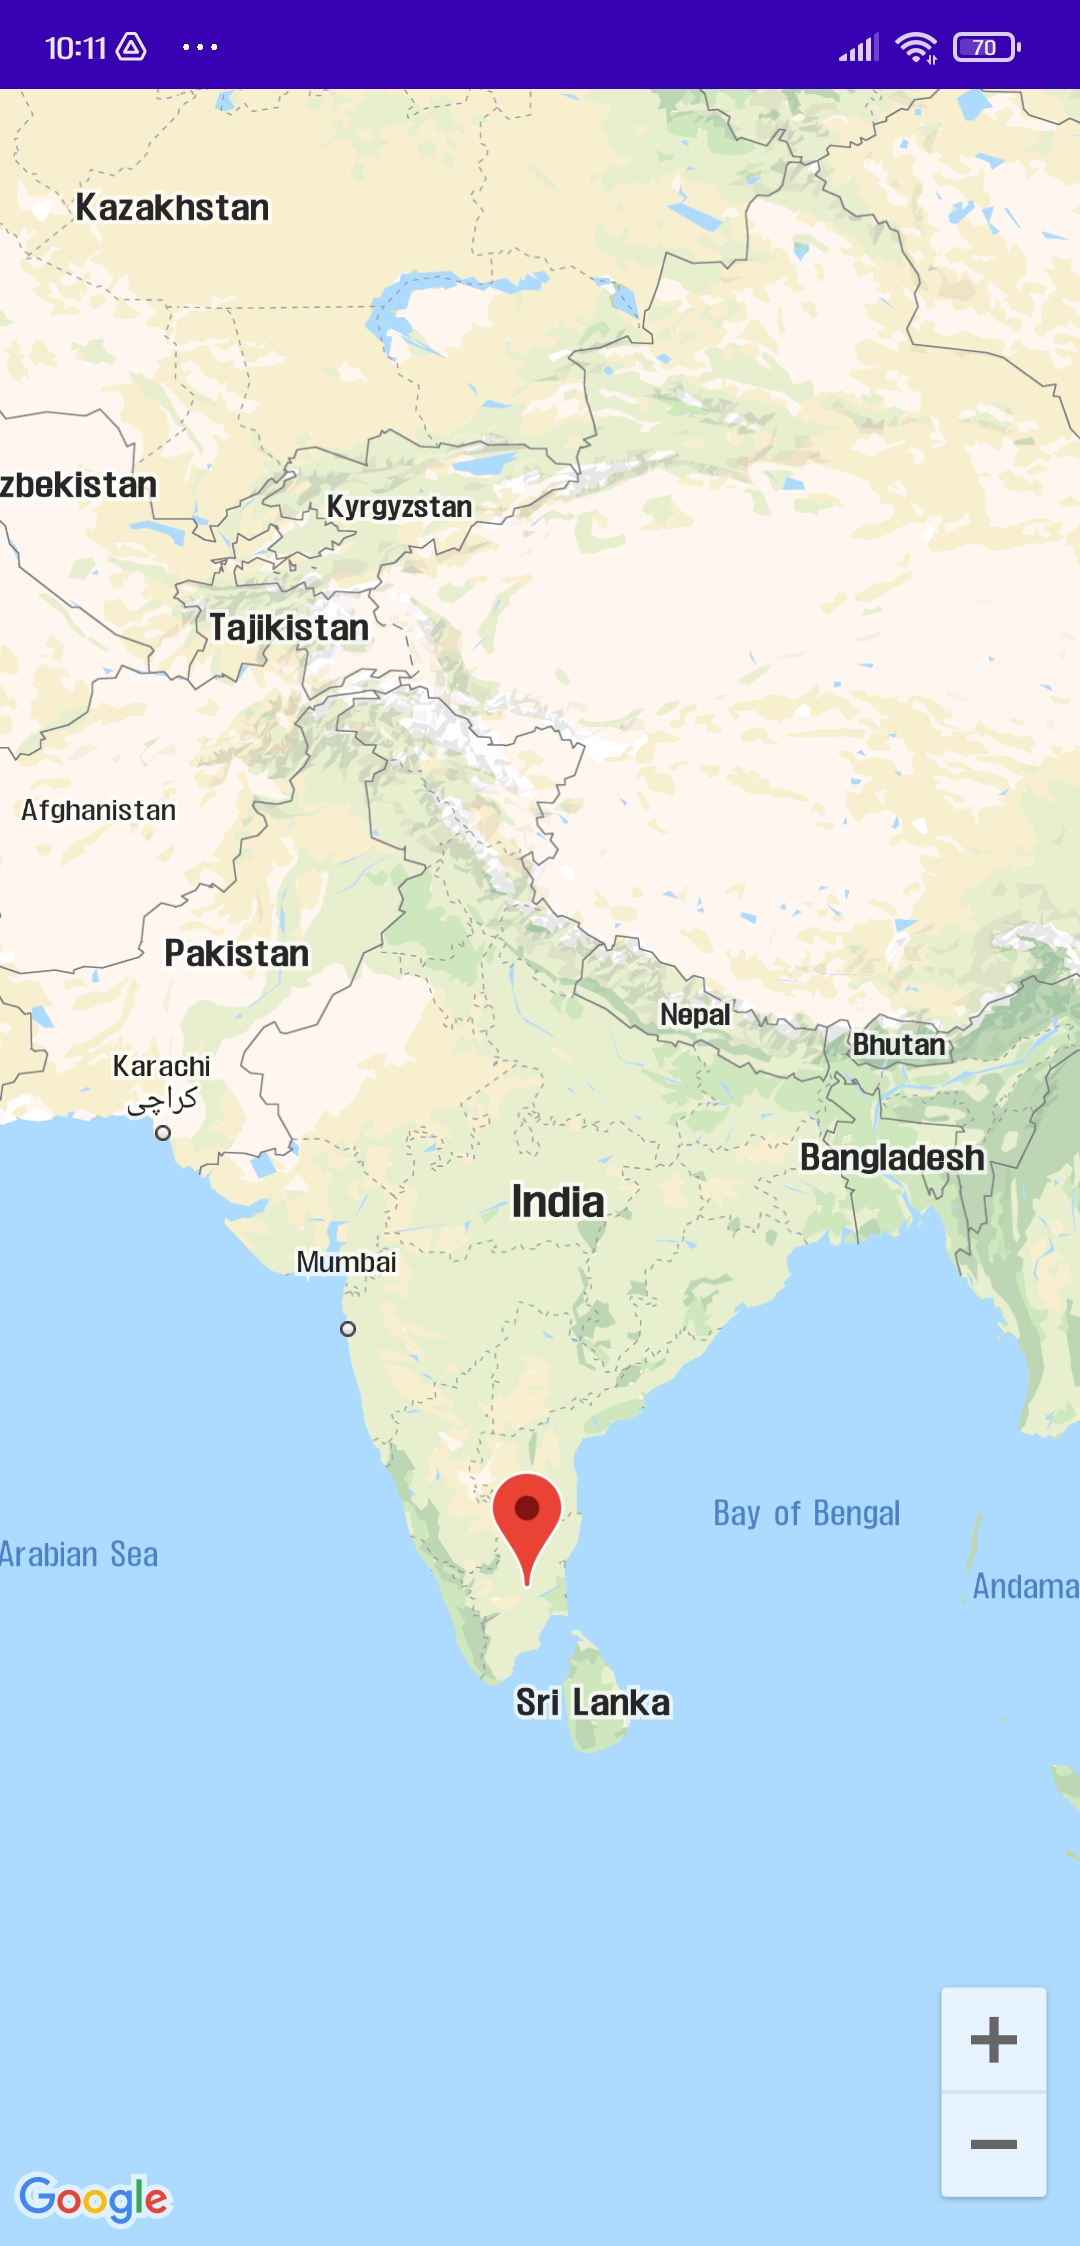 10:11
70
Kazakhstan
zbekistan
Kyrgyzstan
Tajikistan
Afghanistan
Pakistan
Nepal
Bhutan
Karachi
کراچی
Bangladesh
India
Mumbai
Bay of Bengal
Arabian Sea
Andama
Sri Lanka
+
−
Google